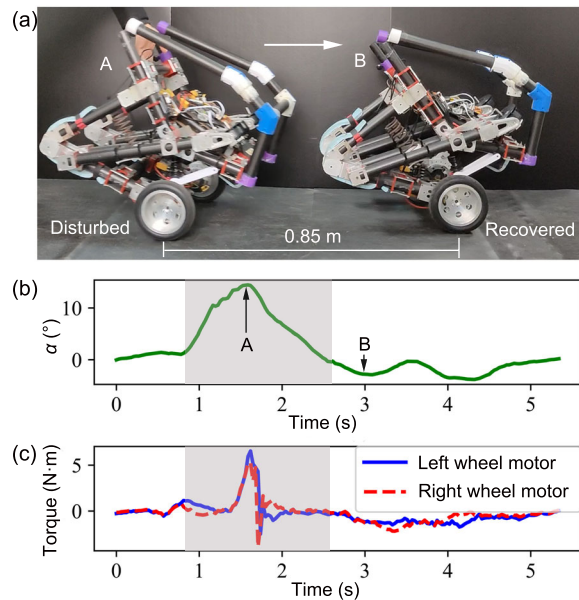 (a)
A
B
Disturbed
0.85 m
Recovered
(b)
α (°)
10
0
A
B
0
1
2
3
4
5
Time (s)
(c)
Torque (N·m)
5
0
Left wheel motor
Right wheel motor
0
1
2
3
4
5
Time (s)